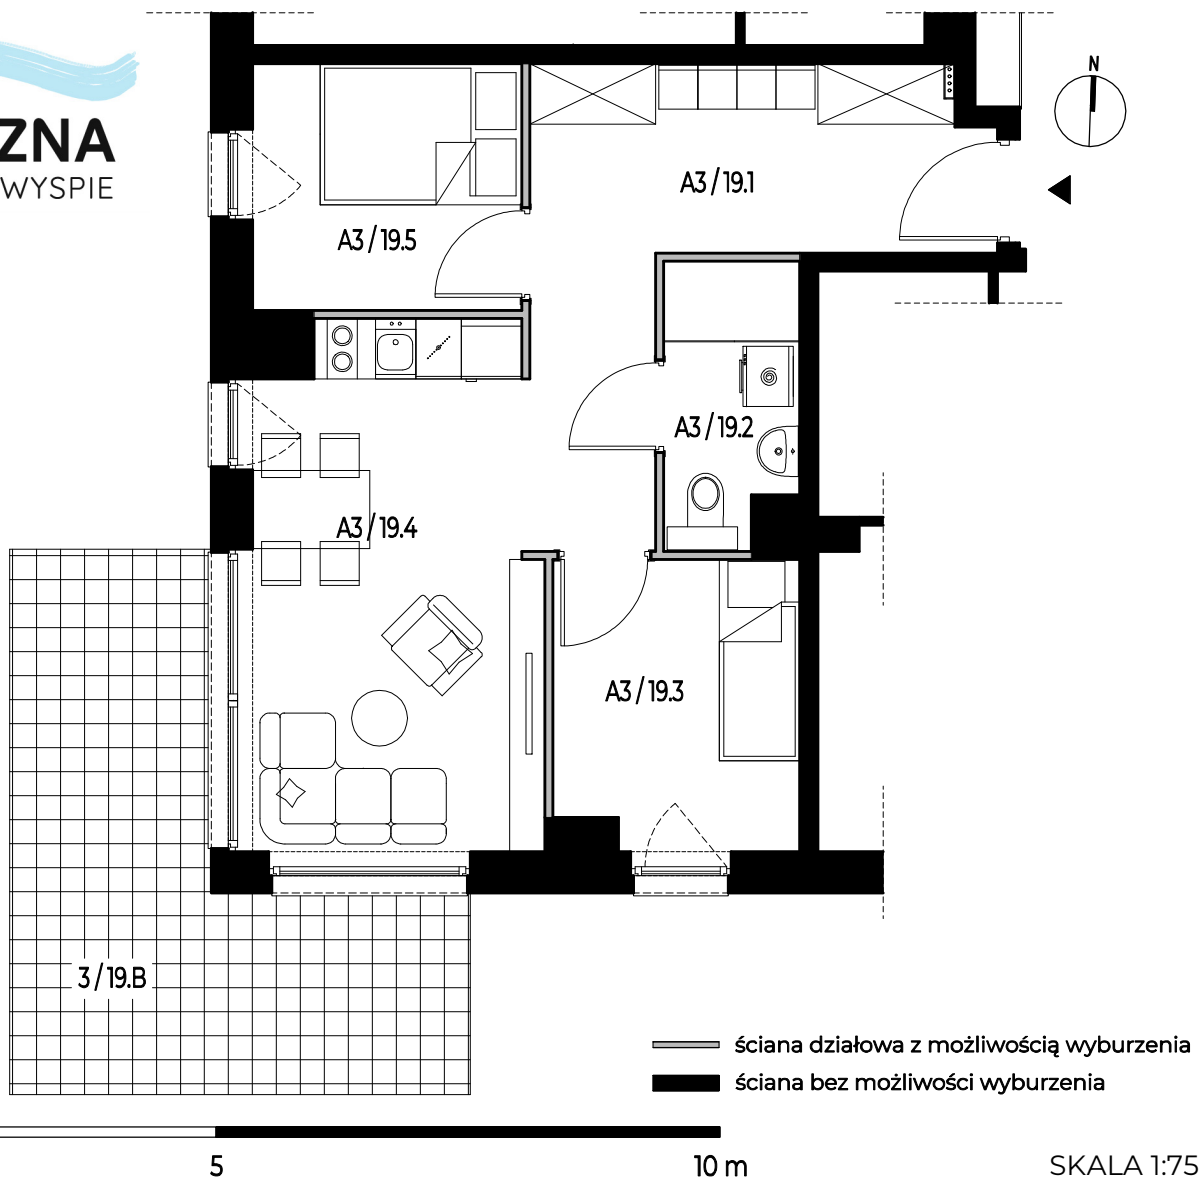 ZNA
WYSPIE
N
A3/19.1
A3/19.5
A3/19.2
A3/19.4
A3/19.3
3/19.B
ściana działowa z możliwością wyburzenia
ściana bez możliwości wyburzenia
5
10 m
SKALA 1:75